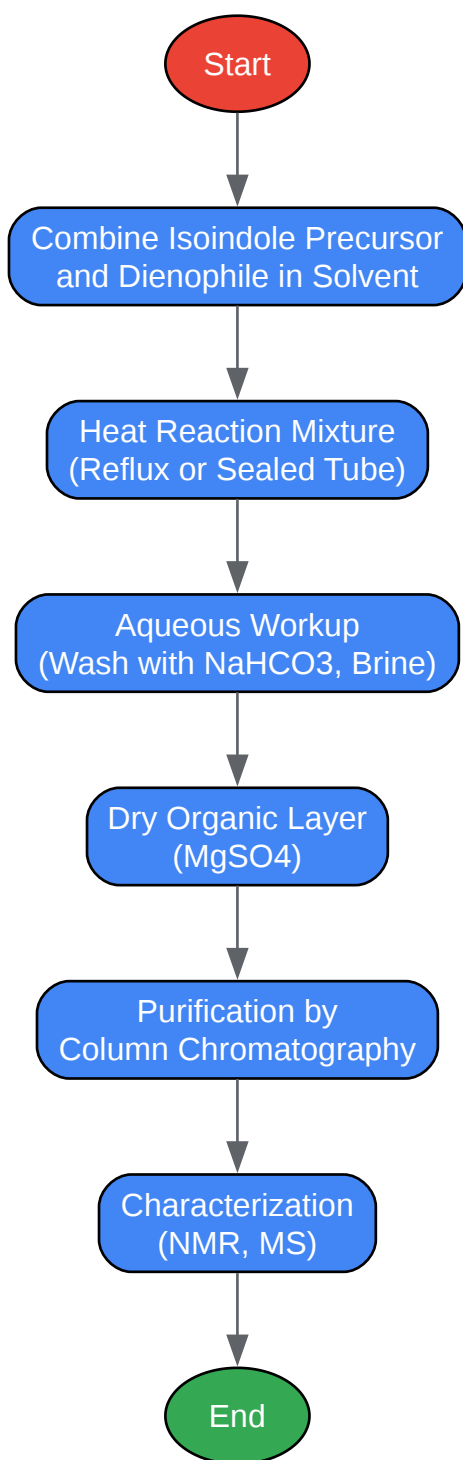 Start
Combine Isoindole Precursor
and Dienophile in Solvent
Heat Reaction Mixture
(Reflux or Sealed Tube)
Aqueous Workup
(Wash with NaHCO3, Brine)
Dry Organic Layer
(MgSO4)
Purification by
Column Chromatography
Characterization
(NMR, MS)
End